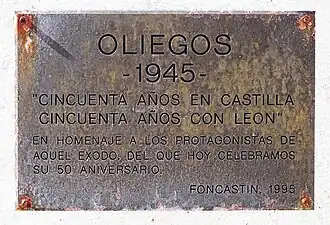 OLIEGOS
-1945-
"CINCUENTA AÑOS EN CASTILLA
CINCUENTA AÑOS CON LEON"
EN HOMENAJE A LOS PROTAGONISTAS DE
AQUEL EXODO, DEL QUE HOY CELEBRAMOS
SU 50 ANIVERSARIO.
FONCASTIN, 1995